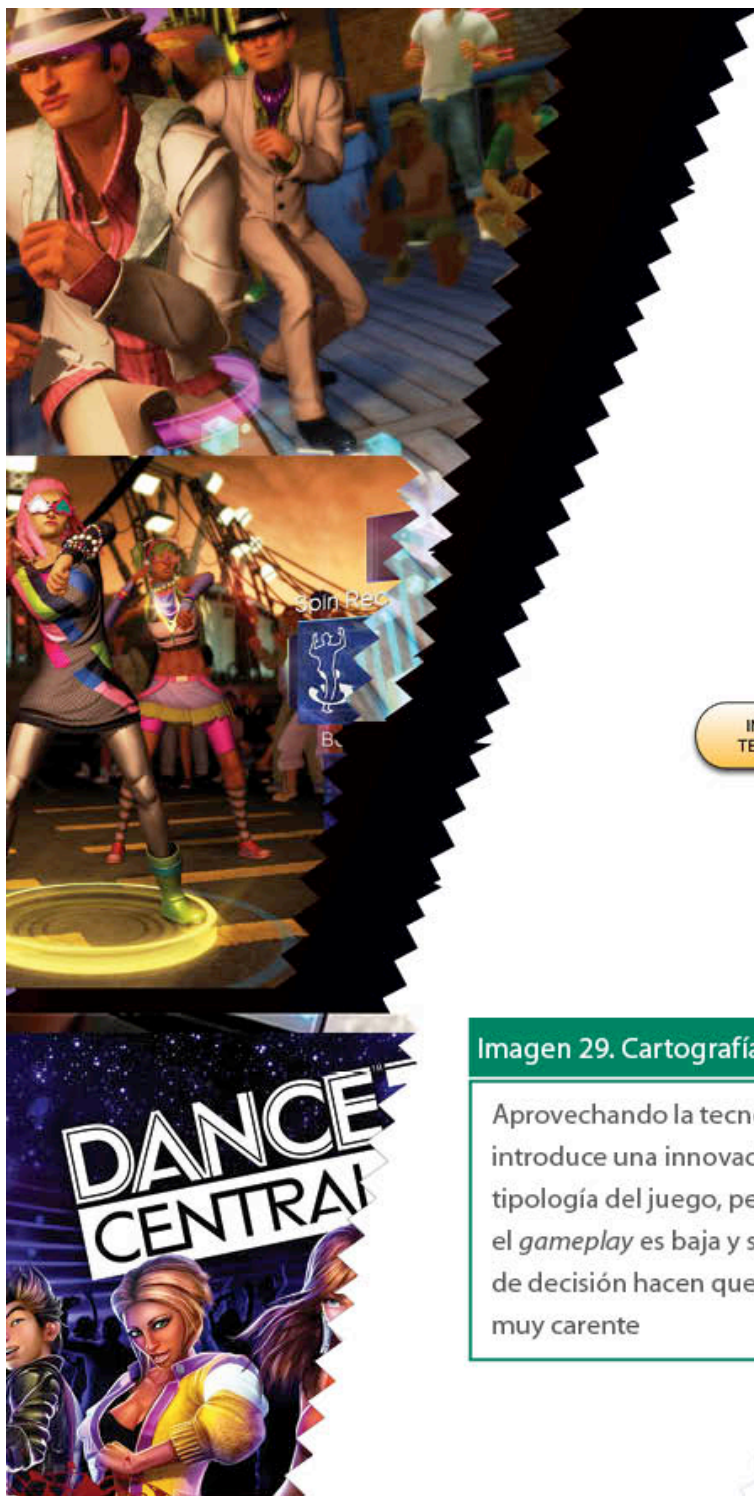 Spin Rec
DANCE
CENTRAL
Imagen 29. Cartografía
Aprovechando la tecn
introduce una innovac
tipología del juego, pe
el gameplay es baja y s
de decisión hacen que
muy carente